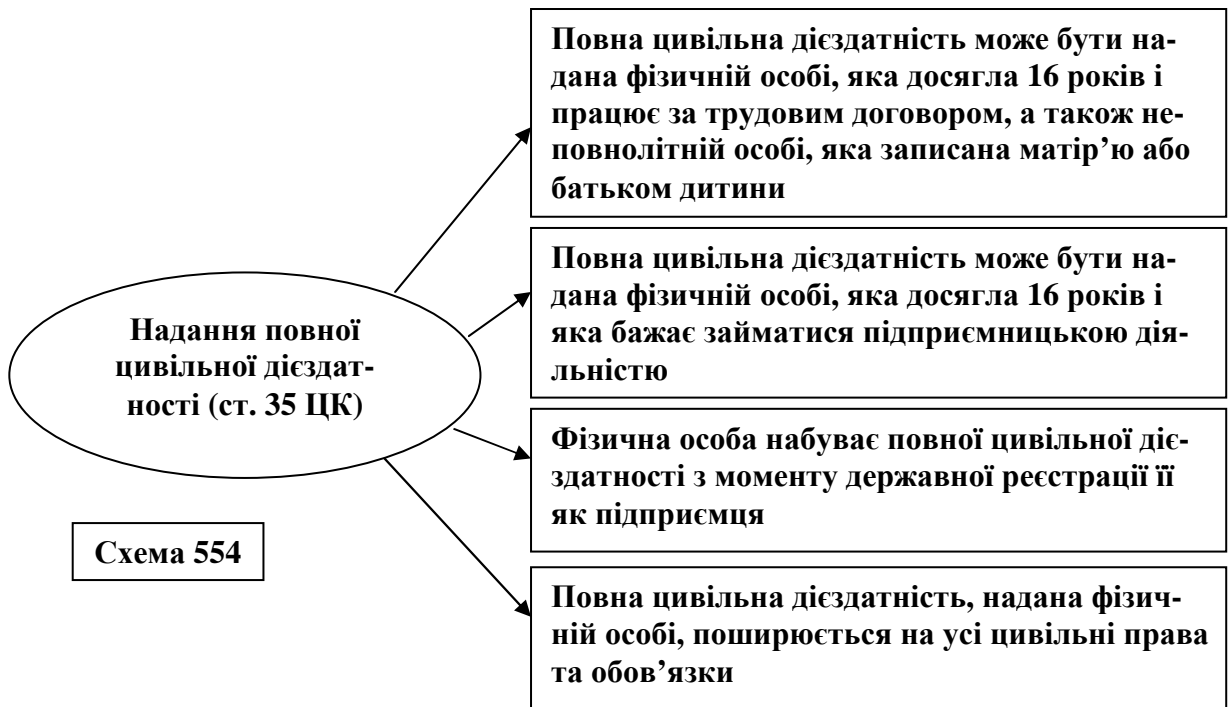 Повна цивільна дієздатність може бути на-
дана фізичній особі, яка досягла 16 років і
працює за трудовим договором, а також не-
повнолітній особі, яка записана матір’ю або
батьком дитини
Повна цивільна дієздатність може бути на-
дана фізичній особі, яка досягла 16 років і
яка бажає займатися підприємницькою дія-
льністю
Надання повної
цивільної дієздат-
ності (ст. 35 ЦК)
Фізична особа набуває повної цивільної діє-
здатності з моменту державної реєстрації її
як підприємця
Схема 554
Повна цивільна дієздатність, надана фізич-
ній особі, поширюється на усі цивільні права
та обов’язки